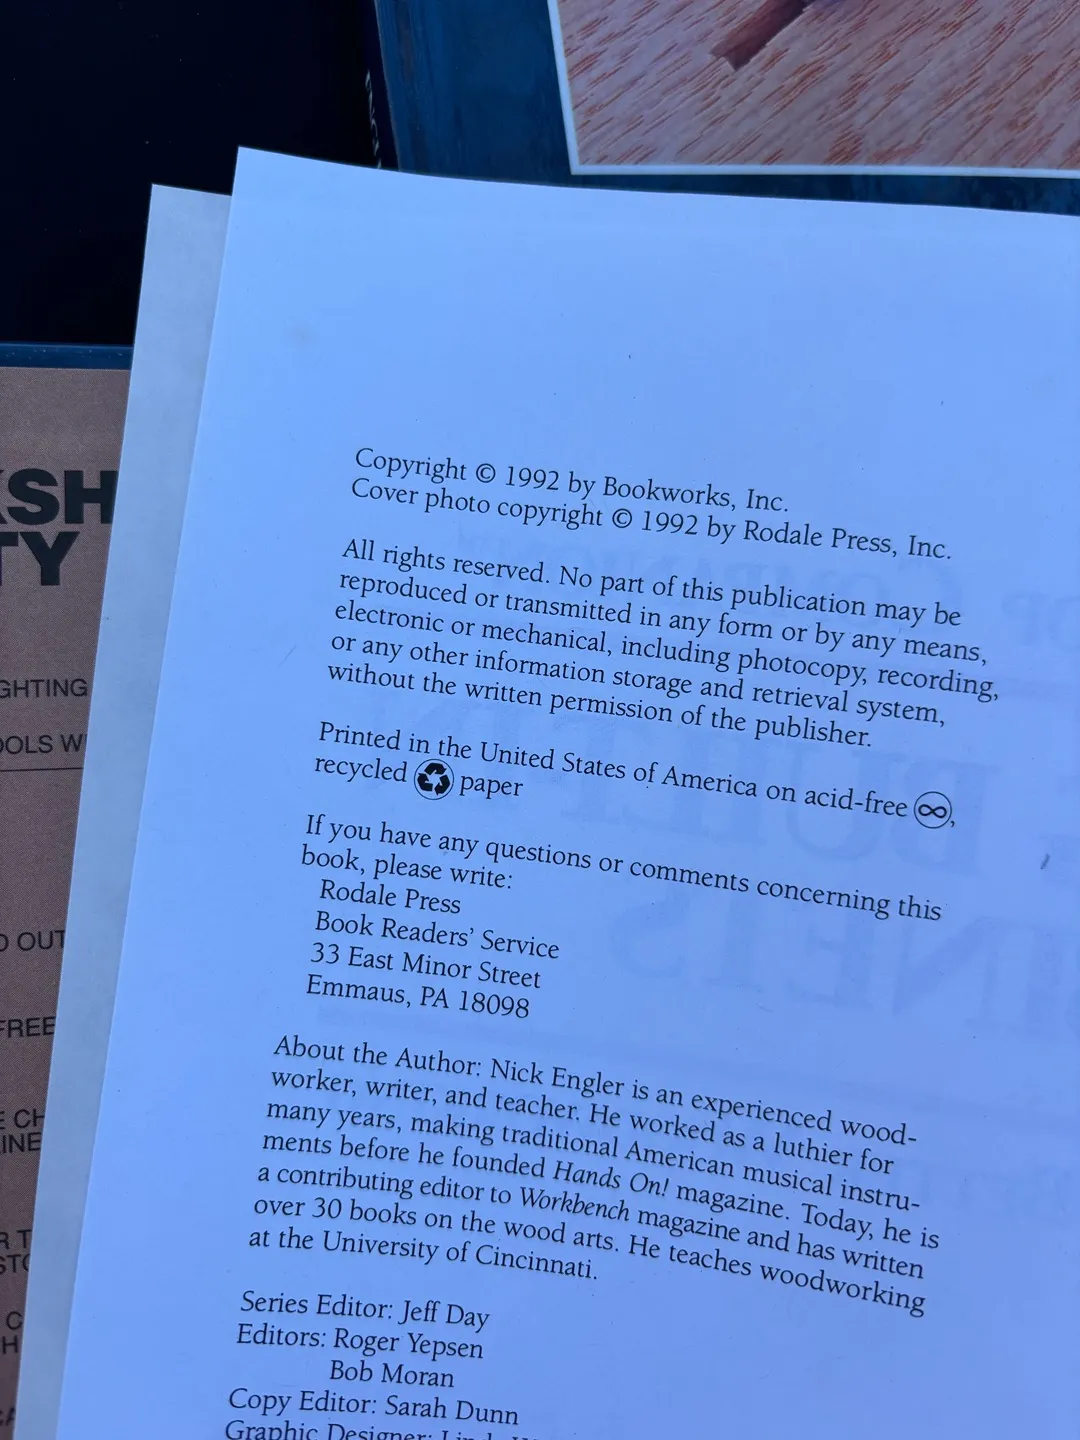 KSH
TY
GHTING
OOLS W
D OUT
FREE
E CH
INE
Copyright © 1992 by Bookworks, Inc.
Cover photo copyright © 1992 by Rodale Press, Inc.
All rights reserved. No part of this publication may be
reproduced or transmitted in any form or by any means,
electronic or mechanical, including photocopy, recording,
or any other information storage and retrieval system,
without the written permission of the publisher.
Printed in the United States of America on acid-free ∞,
recycled ♻ paper
If you have any questions or comments concerning this
book, please write:
Rodale Press
Book Readers' Service
33 East Minor Street
Emmaus, PA 18098
About the Author: Nick Engler is an experienced wood-
worker, writer, and teacher. He worked as a luthier for
many years, making traditional American musical instru-
ments before he founded Hands On! magazine. Today, he is
a contributing editor to Workbench magazine and has written
over 30 books on the wood arts. He teaches woodworking
at the University of Cincinnati.
Series Editor: Jeff Day
Editors: Roger Yepsen
Bob Moran
Copy Editor: Sarah Dunn
Graphic Designer: Linda